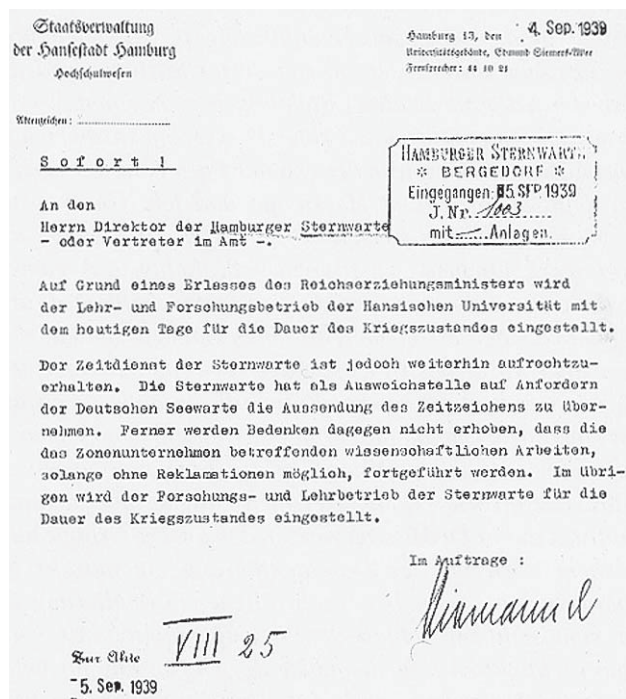 Staatsverwaltung
der Hansestadt Hamburg
Hochschulwesen
Aktenzeichen:
Hamburg 13, den 4. Sep. 1939
Universitätsgebäude, Edmund Siemers-Allee
Fernsprecher: 44 10 21
Sofort!
HAMBURGER STERNWARTE
* BERGEDORF *
Eingegangen: 05. SEP 1939
J. Nr. 1003
mit — Anlagen.
An den
Herrn Direktor der Hamburger Sternwarte
- oder Vertreter im Amt -.
Auf Grund eines Erlasses des Reichserziehungsministers wird
der Lehr- und Forschungsbetrieb der Hansischen Universität mit
dem heutigen Tage für die Dauer des Kriegszustandes eingestellt.
Der Zeitdienst der Sternwarte ist jedoch weiterhin aufrechtzu-
erhalten. Die Sternwarte hat als Ausweichstelle auf Anfordern
der Deutschen Seewarte die Aussendung des Zeitzeichens zu über-
nehmen. Ferner werden Bedenken dagegen nicht erhoben, dass die
das Zonenunternehmen betreffenden wissenschaftlichen Arbeiten,
solange ohne Reklamationen möglich, fortgeführt werden. Im übri-
gen wird der Forschungs- und Lehrbetrieb der Sternwarte für die
Dauer des Kriegszustandes eingestellt.
Im Auftrage :
Zur Akte VIII 25
-5. Sep. 1939